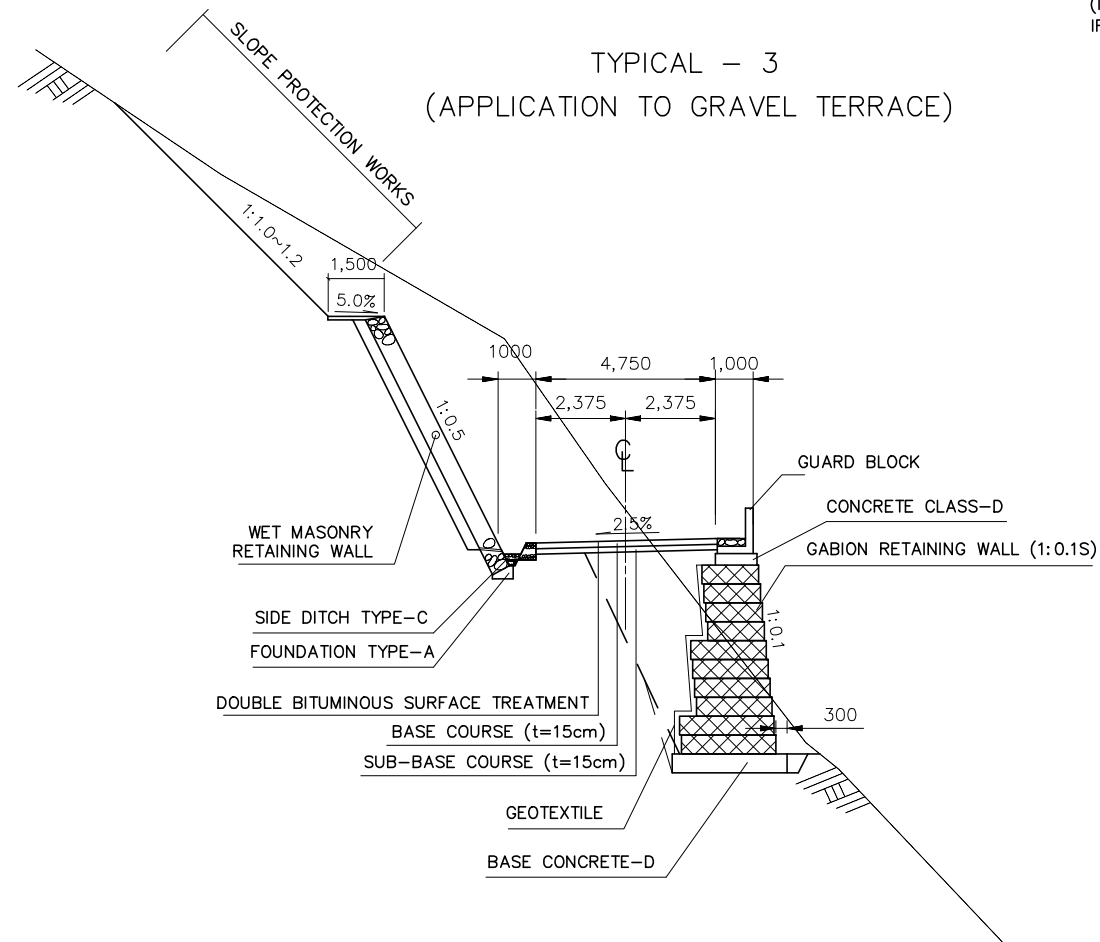 IF
SLOPE PROTECTION WORKS
TYPICAL - 3
(APPLICATION TO GRAVEL TERRACE)
1:1.0~1.2
1,500
5.0%
1000
4,750
1,000
2,375
2,375
1:0.5
CL
GUARD BLOCK
CONCRETE CLASS-D
2.5%
WET MASONRY
RETAINING WALL
GABION RETAINING WALL (1:0.1S)
1:0.1
SIDE DITCH TYPE-C
FOUNDATION TYPE-A
DOUBLE BITUMINOUS SURFACE TREATMENT
300
BASE COURSE (t=15cm)
SUB-BASE COURSE (t=15cm)
GEOTEXTILE
BASE CONCRETE-D